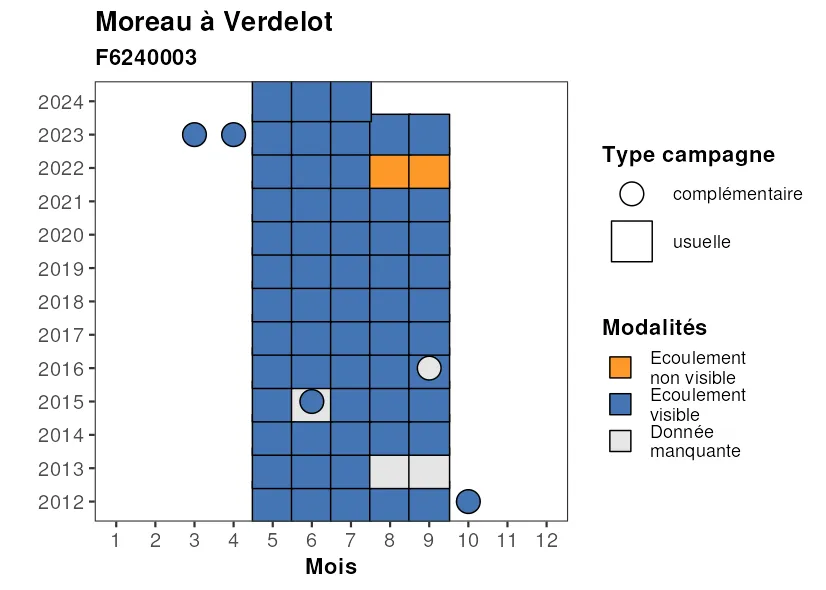 Moreau à Verdelot
F6240003
2024
2023
2022
2021
2020
2019
2018
2017
2016
2015
2014
2013
2012
1 2 3 4 5 6 7 8 9 10 11 12
Mois
Type campagne
complémentaire
usuelle
Modalités
Ecoulement
non visible
Ecoulement
visible
Donnée
manquante